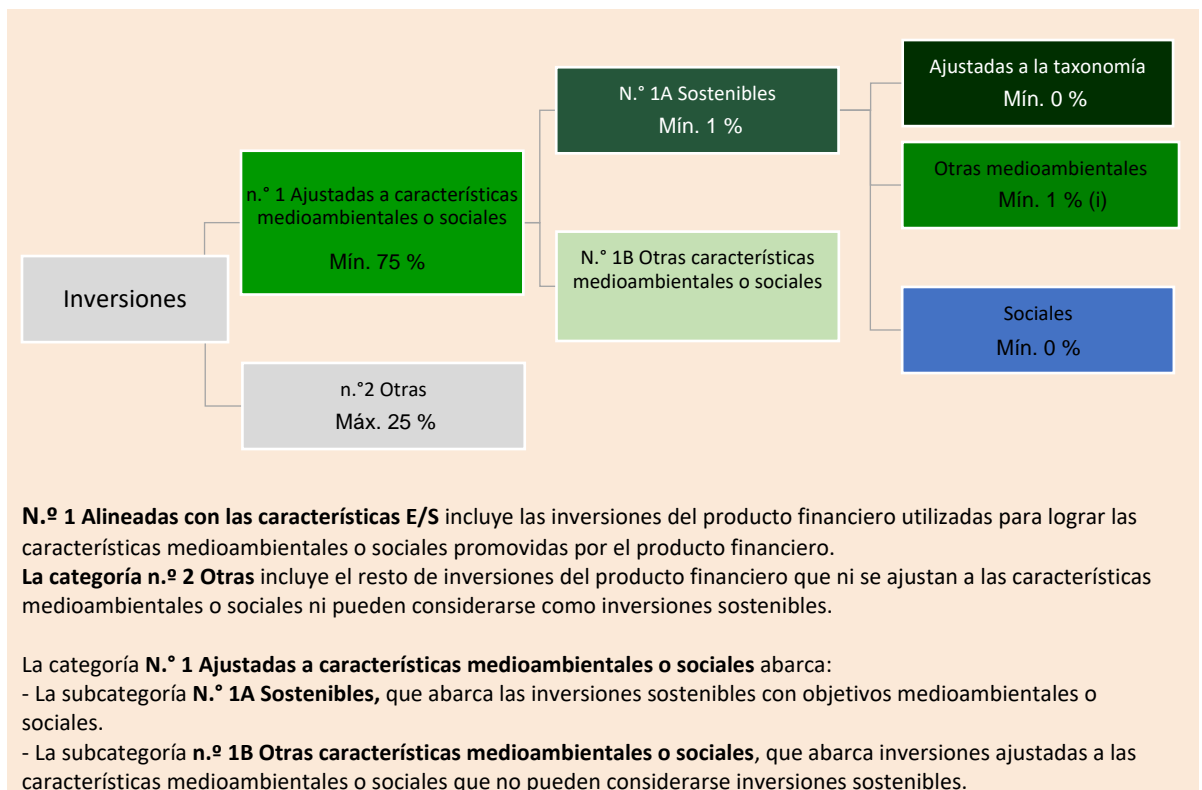 Ajustadas a la taxonomía
Mín. 0 %
N.° 1A Sostenibles
Mín. 1 %
Otras medioambientales
Mín. 1 % (i)
n.° 1 Ajustadas a características
medioambientales o sociales
Mín. 75 %
N.° 1B Otras características
medioambientales o sociales
Inversiones
Sociales
Mín. 0 %
n.°2 Otras
Máx. 25 %
N.º 1 Alineadas con las características E/S incluye las inversiones del producto financiero utilizadas para lograr las
características medioambientales o sociales promovidas por el producto financiero.
La categoría n.º 2 Otras incluye el resto de inversiones del producto financiero que ni se ajustan a las características
medioambientales o sociales ni pueden considerarse como inversiones sostenibles.
La categoría N.° 1 Ajustadas a características medioambientales o sociales abarca:
- La subcategoría N.° 1A Sostenibles, que abarca las inversiones sostenibles con objetivos medioambientales o
sociales.
- La subcategoría n.º 1B Otras características medioambientales o sociales, que abarca inversiones ajustadas a las
características medioambientales o sociales que no pueden considerarse inversiones sostenibles.